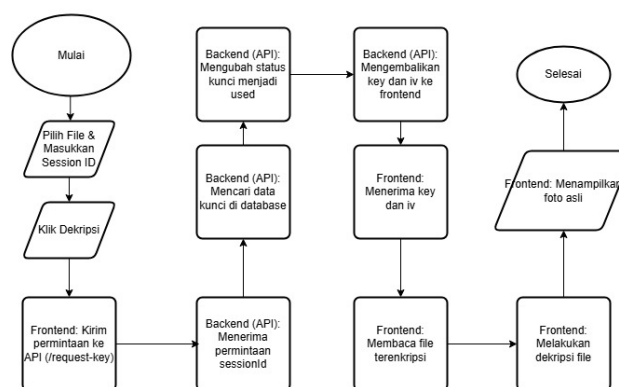 Mulai
Pilih File &
Masukkan
Session ID
Klik Dekripsi
Frontend: Kirim
permintaan ke
API (/request-key)
Backend (API):
Menerima
permintaan
sessionId
Backend (API):
Mencari data
kunci di database
Backend (API):
Mengubah status
kunci menjadi
used
Backend (API):
Mengembalikan
key dan iv ke
frontend
Frontend:
Menerima key
dan iv
Frontend:
Membaca file
terenkripsi
Frontend:
Melakukan
dekripsi file
Frontend: Menampilkan
foto asli
Selesai